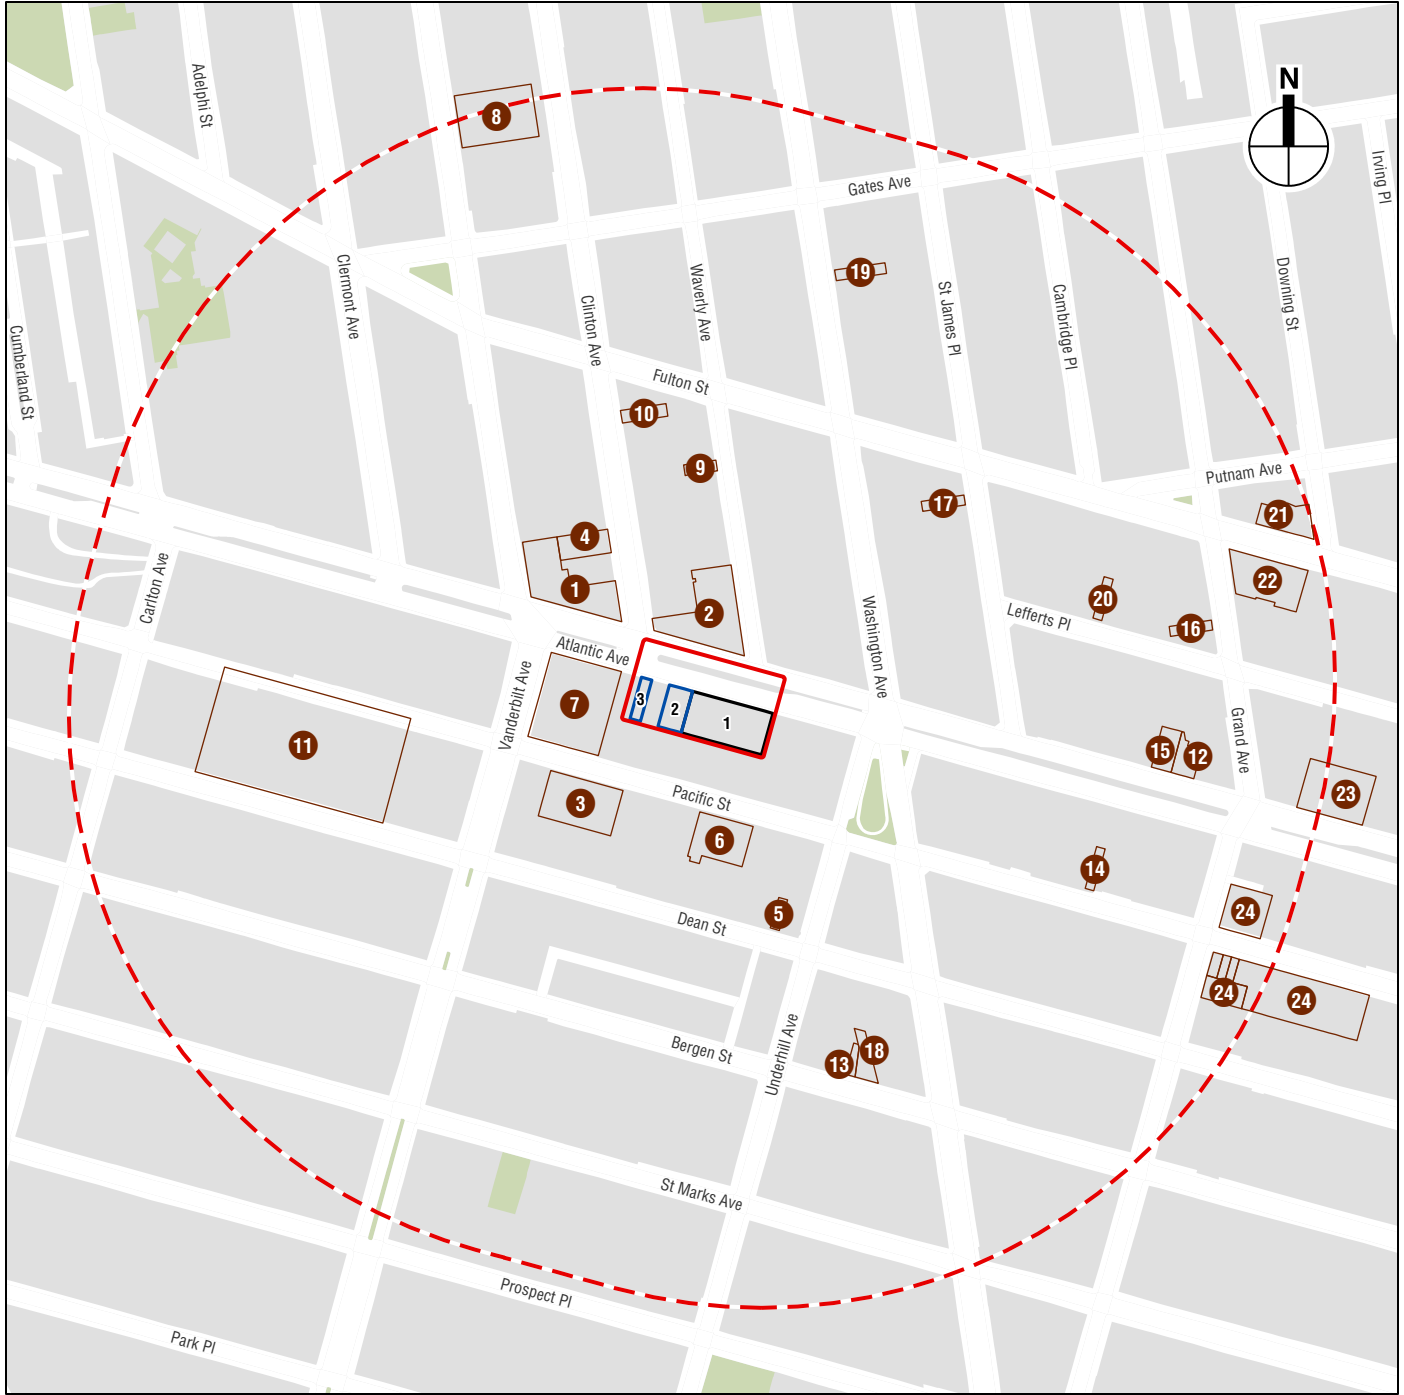 N
8
Adelphi St
Irving Pl
Gates Ave
19
Clermont Ave
Waverly Ave
Downing St
Clinton Ave
St James Pl
Cambridge Pl
Cumberland St
Fulton St
10
9
Putnam Ave
17
21
4
22
Carlton Ave
1
20
2
Lefferts Pl
16
Washington Ave
Atlantic Ave
Vanderbilt Ave
7
3
2
1
Grand Ave
11
15
12
23
3
Pacific St
6
14
5
24
Dean St
24
24
Bergen St
Underhill Ave
13
18
St Marks Ave
Prospect Pl
Park Pl